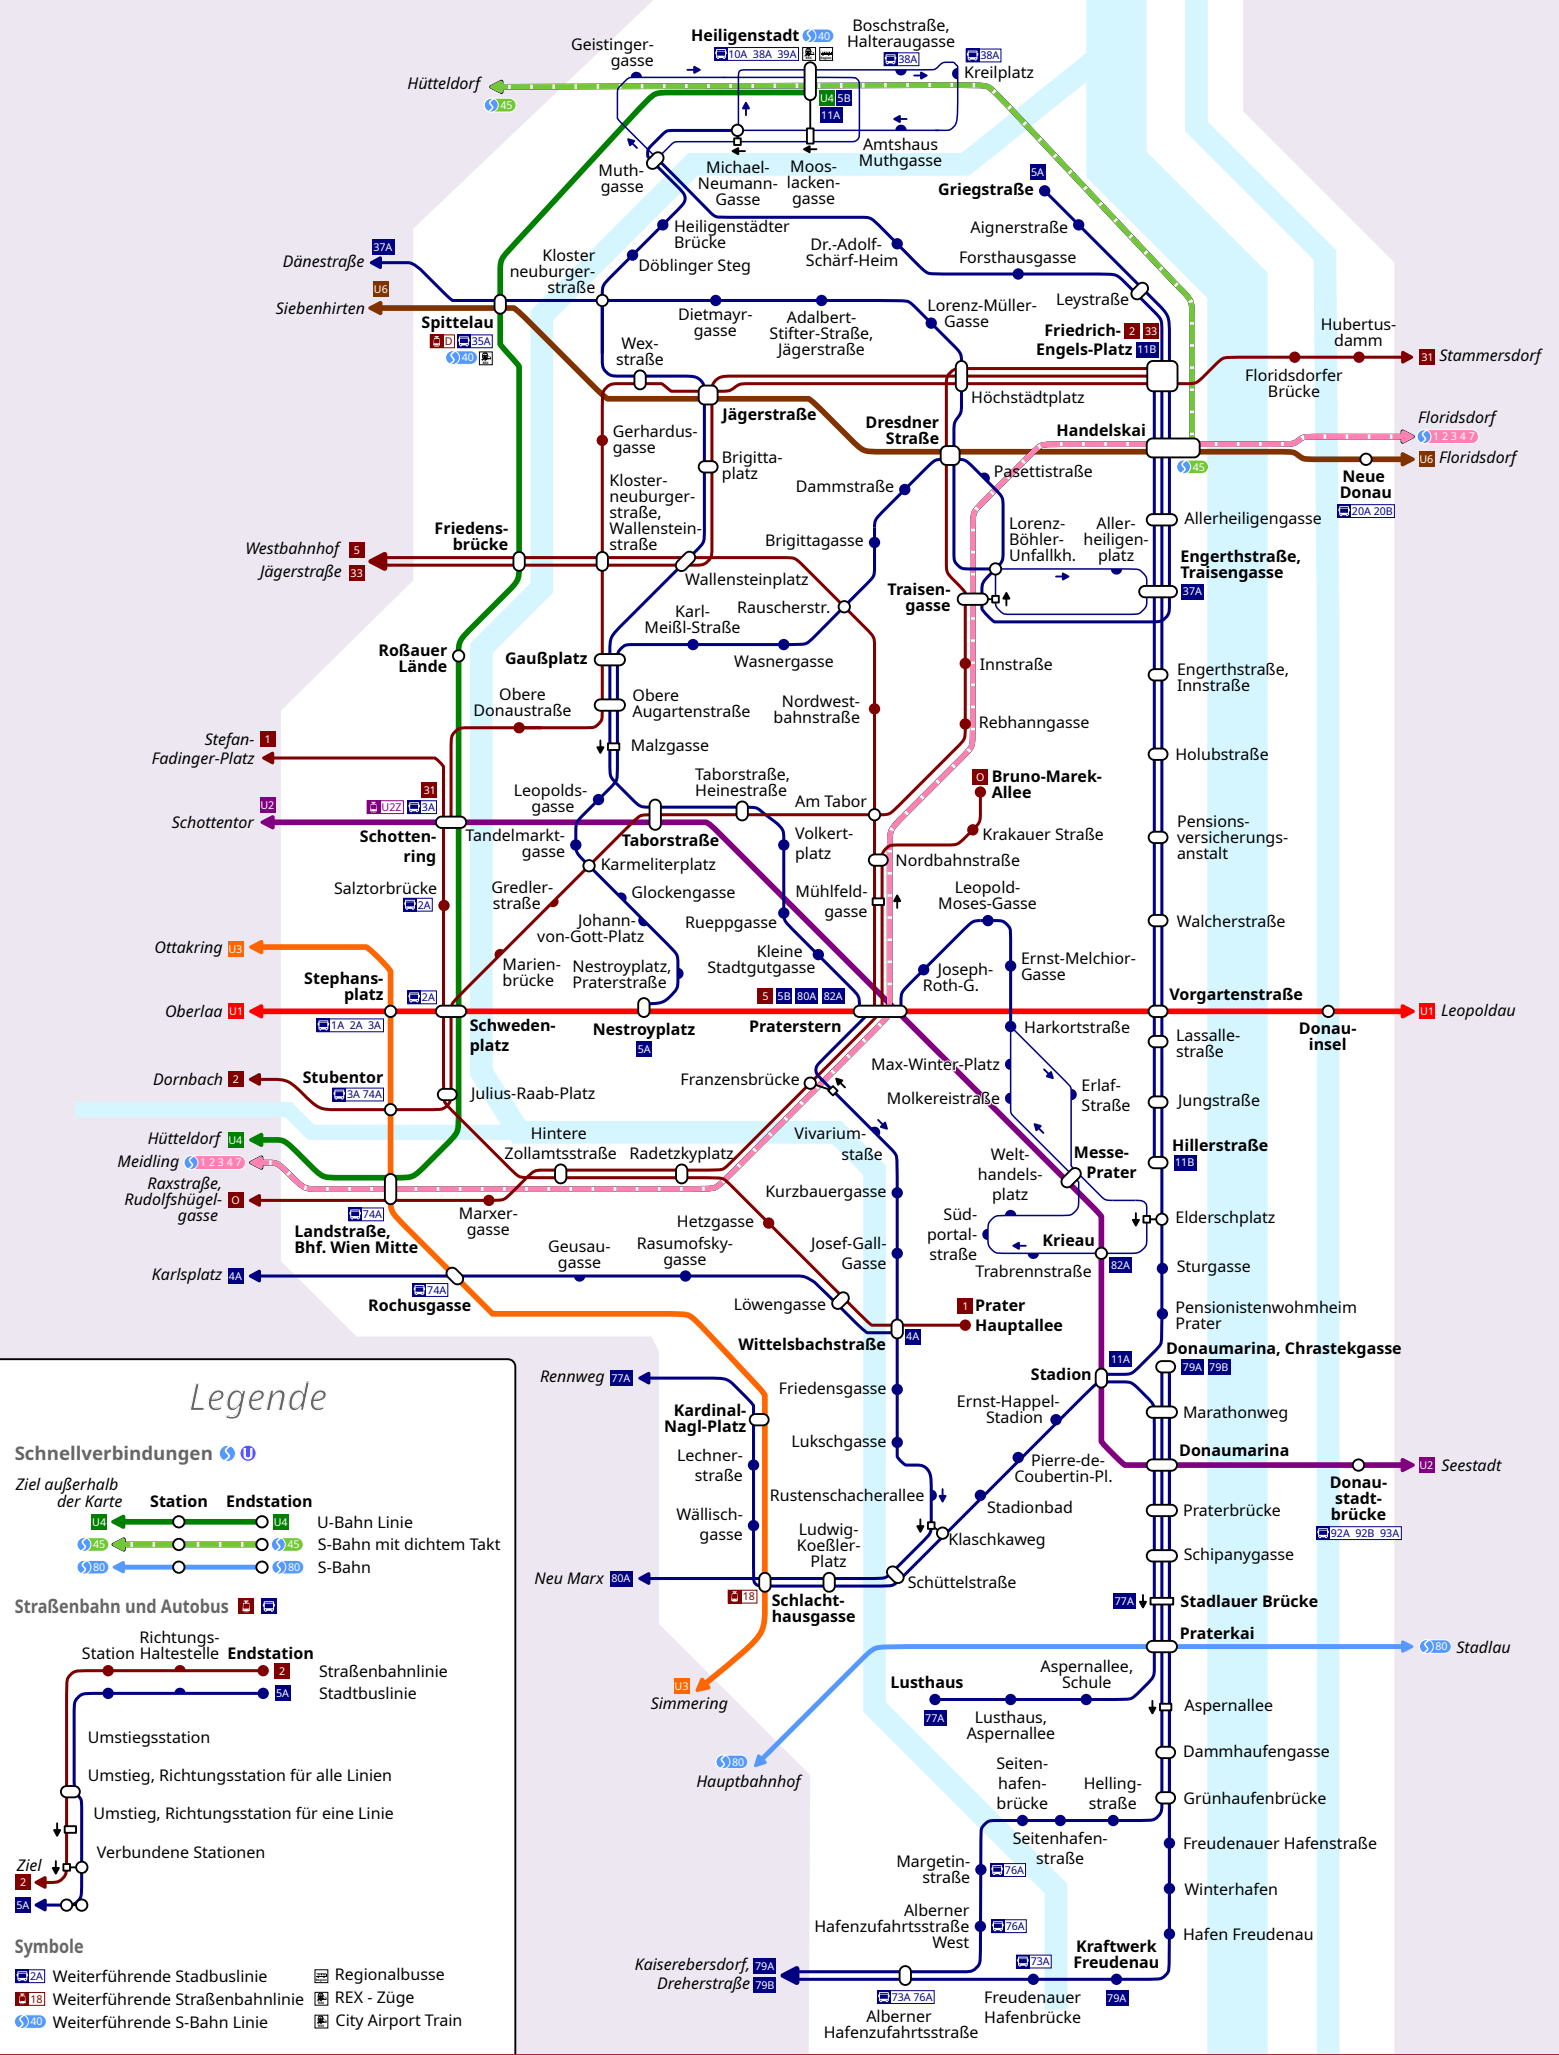 Heiligenstadt 40
10A 38A 39A
Geistinger-
gasse
Boschstraße,
Halteraugasse
38A
38A
Kreilplatz
Hütteldorf
45
U4 5B
11A
Amtshaus
Muthgasse
Muth-
gasse
Michael-
Neumann-
Gasse
Moos-
lacken-
gasse
5A
Griegstraße
Aignerstraße
Heiligenstädter
Brücke
Döblinger Steg
Dr.-Adolf-
Schärf-Heim
Forsthausgasse
Leystraße
37A
Dänestraße
Kloster
neuburger-
straße
U6
Siebenhirten
Spittelau
D 35A
40
Dietmayr-
gasse
Adalbert-
Stifter-Straße,
Jägerstraße
Lorenz-Müller-
Gasse
Friedrich- 2 33
Engels-Platz 11B
Hubertus-
damm
31 Stammersdorf
Floridsdorfer
Brücke
Wex-
straße
Jägerstraße
Höchstädtplatz
Dresdner
Straße
Handelskai
45
Floridsdorf
1 2 3 4 7
U6 Floridsdorf
Neue
Donau
20A 20B
Gerhardus-
gasse
Brigitta-
platz
Kloster-
neuburger-
straße,
Wallenstein-
straße
Dammstraße
Pasettistraße
Brigittagasse
Lorenz-
Böhler-
Unfallkh.
Aller-
heiligen-
platz
Allerheiligengasse
Engerthstraße,
Traisengasse
37A
Friedens-
brücke
Westbahnhof 5
Jägerstraße 33
Wallensteinplatz
Rauscherstr.
Traisen-
gasse
Karl-
Meißl-Straße
Wasnergasse
Roßauer
Lände
Gaußplatz
Innstraße
Engerthstraße,
Innstraße
Obere
Donaustraße
Obere
Augartenstraße
Nordwest-
bahnstraße
Rebhanngasse
Stefan- 1
Fadinger-Platz
Malzgasse
Holubstraße
Leopolds-
gasse
Taborstraße,
Heinestraße
O Bruno-Marek-
Allee
Am Tabor
31
U2Z 3A
U2
Schottentor
Schotten-
ring
Tandelmarkt-
gasse
Taborstraße
Volkert-
platz
Krakauer Straße
Pensions-
versicherungs-
anstalt
Karmeliterplatz
Nordbahnstraße
Salztorbrücke
2A
Gredler-
straße
Glockengasse
Mühlfeld-
gasse
Leopold-
Moses-Gasse
Johann-
von-Gott-Platz
Rueppgasse
Walcherstraße
Ottakring U3
Marien-
brücke
Nestroyplatz,
Praterstraße
Kleine
Stadtgutgasse
Joseph-
Roth-G.
Ernst-Melchior-
Gasse
Stephans-
platz
2A
Oberlaa U1
1A 2A 3A
Schweden-
platz
Nestroyplatz
5A
5 5B 80A 82A
Praterstern
Vorgartenstraße
Donau-
insel
U1 Leopoldau
Harkortstraße
Lassalle-
straße
Dornbach 2
Stubentor
3A 74A
Julius-Raab-Platz
Franzensbrücke
Max-Winter-Platz
Molkereistraße
Erlaf-
Straße
Jungstraße
Hütteldorf U4
Meidling 1 2 3 4 7
Raxstraße,
Rudolfshügel- O
gasse
74A
Landstraße,
Bhf. Wien Mitte
Hintere
Zollamtsstraße
Radetzkyplatz
Vivarium-
staße
Marxer-
gasse
Hetzgasse
Kurzbauergasse
Welt-
handels-
platz
Messe-
Prater
Hillerstraße
11B
Süd-
portal-
straße
Krieau
82A
Trabrennstraße
Elderschplatz
Sturgasse
Karlsplatz 4A
Geusau-
gasse
Rasumofsky-
gasse
Josef-Gall-
Gasse
74A
Rochusgasse
Löwengasse
1 Prater
Hauptallee
Wittelsbachstraße
4A
Pensionistenwohmheim
Prater
Donaumarina, Chrastekgasse
79A 79B
11A
Stadion
Rennweg 77A
Friedensgasse
Kardinal-
Nagl-Platz
Ernst-Happel-
Stadion
Marathonweg
Lukschgasse
Lechner-
straße
Pierre-de-
Coubertin-Pl.
Donaumarina
U2 Seestadt
Donau-
stadt-
brücke
92A 92B 93A
Rustenschacherallee
Stadionbad
Praterbrücke
Wällisch-
gasse
Ludwig-
Koeßler-
Platz
Klaschkaweg
Schipanygasse
Neu Marx 80A
18
Schlacht-
hausgasse
Schüttelstraße
77A Stadlauer Brücke
Praterkai
80 Stadlau
U3
Simmering
Lusthaus
77A
Lusthaus,
Aspernallee
Aspernallee,
Schule
Aspernallee
80
Hauptbahnhof
Dammhaufengasse
Seiten-
hafen-
brücke
Helling-
straße
Grünhaufenbrücke
Seitenhafen-
straße
Freudenauer Hafenstraße
Margetin-
straße
76A
Winterhafen
Alberner
Hafenzufahrtsstraße
West
76A
Hafen Freudenau
Kaiserebersdorf, 79A
Dreherstraße 79B
73A
Kraftwerk
Freudenau
79A
73A 76A
Alberner
Hafenzufahrtsstraße
Freudenauer
Hafenbrücke
Legende
Schnellverbindungen S U
Ziel außerhalb
der Karte
Station
Endstation
U4 U4 U-Bahn Linie
45 45 S-Bahn mit dichtem Takt
80 80 S-Bahn
Straßenbahn und Autobus
Richtungs-
Station Haltestelle Endstation
2 Straßenbahnlinie
5A Stadtbuslinie
Umstiegsstation
Umstieg, Richtungsstation für alle Linien
Umstieg, Richtungsstation für eine Linie
Verbundene Stationen
Ziel
2
5A
Symbole
2A Weiterführende Stadbuslinie
18 Weiterführende Straßenbahnlinie
40 Weiterführende S-Bahn Linie
Regionalbusse
REX - Züge
City Airport Train